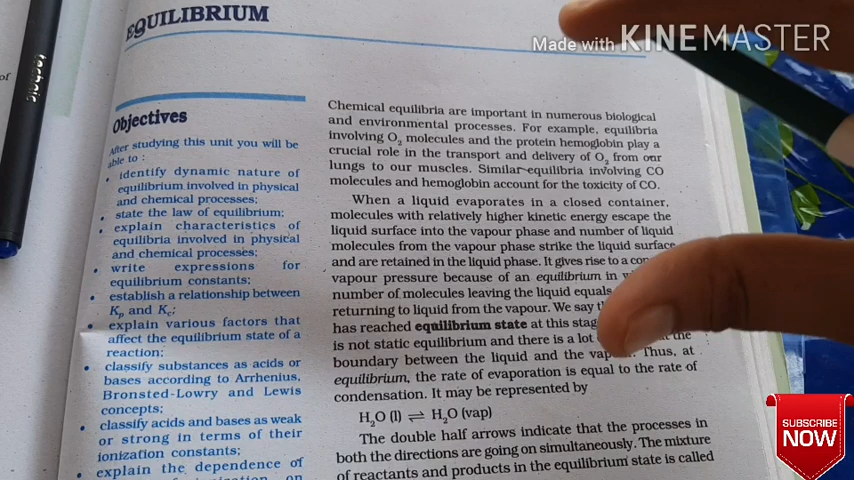 EQUILIBRIUM
Made with KINEMASTER
technic
of
Objectives
After studying this unit you will be
able to :
• identify dynamic nature of
equilibrium involved in physical
and chemical processes;
• state the law of equilibrium;
• explain characteristics of
equilibria involved in physical
and chemical processes;
• write expressions for
equilibrium constants;
• establish a relationship between
Kp and Kc;
• explain various factors that
affect the equilibrium state of a
reaction;
• classify substances as acids or
bases according to Arrhenius,
Bronsted-Lowry and Lewis
concepts;
• classify acids and bases as weak
or strong in terms of their
ionization constants;
• explain the dependence of
Chemical equilibria are important in numerous biological
and environmental processes. For example, equilibria
involving O₂ molecules and the protein hemoglobin play a
crucial role in the transport and delivery of O₂ from our
lungs to our muscles. Similar equilibria involving CO
molecules and hemoglobin account for the toxicity of CO.
When a liquid evaporates in a closed container,
molecules with relatively higher kinetic energy escape the
liquid surface into the vapour phase and number of liquid
molecules from the vapour phase strike the liquid surface
and are retained in the liquid phase. It gives rise to a
vapour pressure because of an equilibrium in
number of molecules leaving the liquid equals
returning to liquid from the vapour. We say
has reached equilibrium state at this
is not static equilibrium and there is a lot the
boundary between the liquid and the Thus, at
equilibrium, the rate of evaporation is equal to the rate of
condensation. It may be represented by
H₂O (l) ⇌ H₂O (vap)
The double half arrows indicate that the processes in
both the directions are going on simultaneously. The mixture
of reactants and products in the equilibrium state is called
SUBSCRIBE
NOW